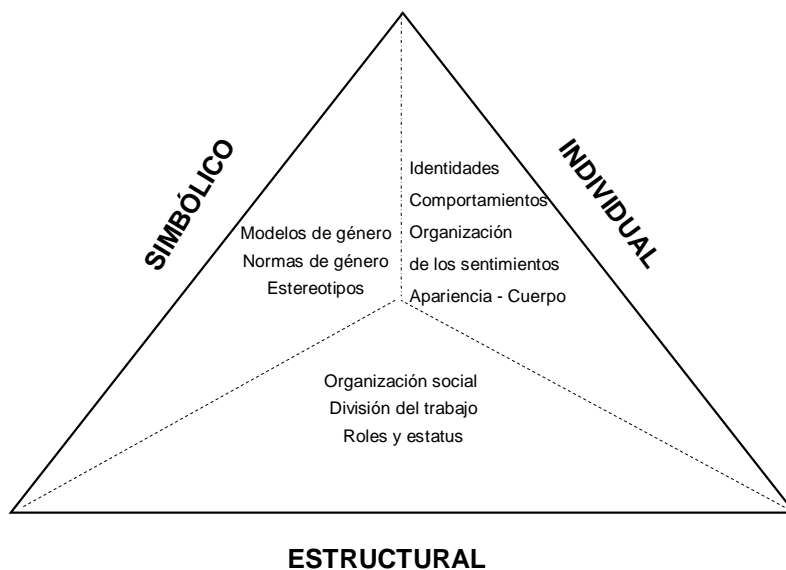 SIMBÓLICO
INDIVIDUAL
Modelos de género
Normas de género
Estereotipos
Identidades
Comportamientos
Organización
de los sentimientos
Apariencia - Cuerpo
Organización social
División del trabajo
Roles y estatus
ESTRUCTURAL